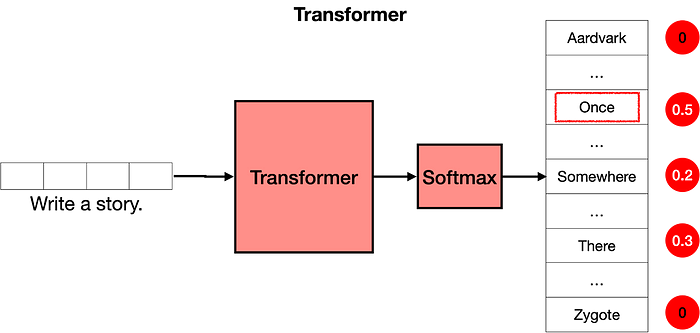 Transformer
Write a story.
Transformer
Softmax
Aardvark
0
...
Once
0.5
...
Somewhere
0.2
...
There
0.3
...
Zygote
0